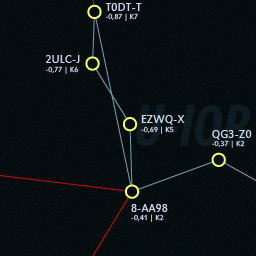 T0DT-T
-0,87 | K7
2ULC-J
-0,77 | K6
EZWQ-X
-0,69 | K5
QG3-Z0
-0,37 | K2
8-AA98
-0,41 | K2